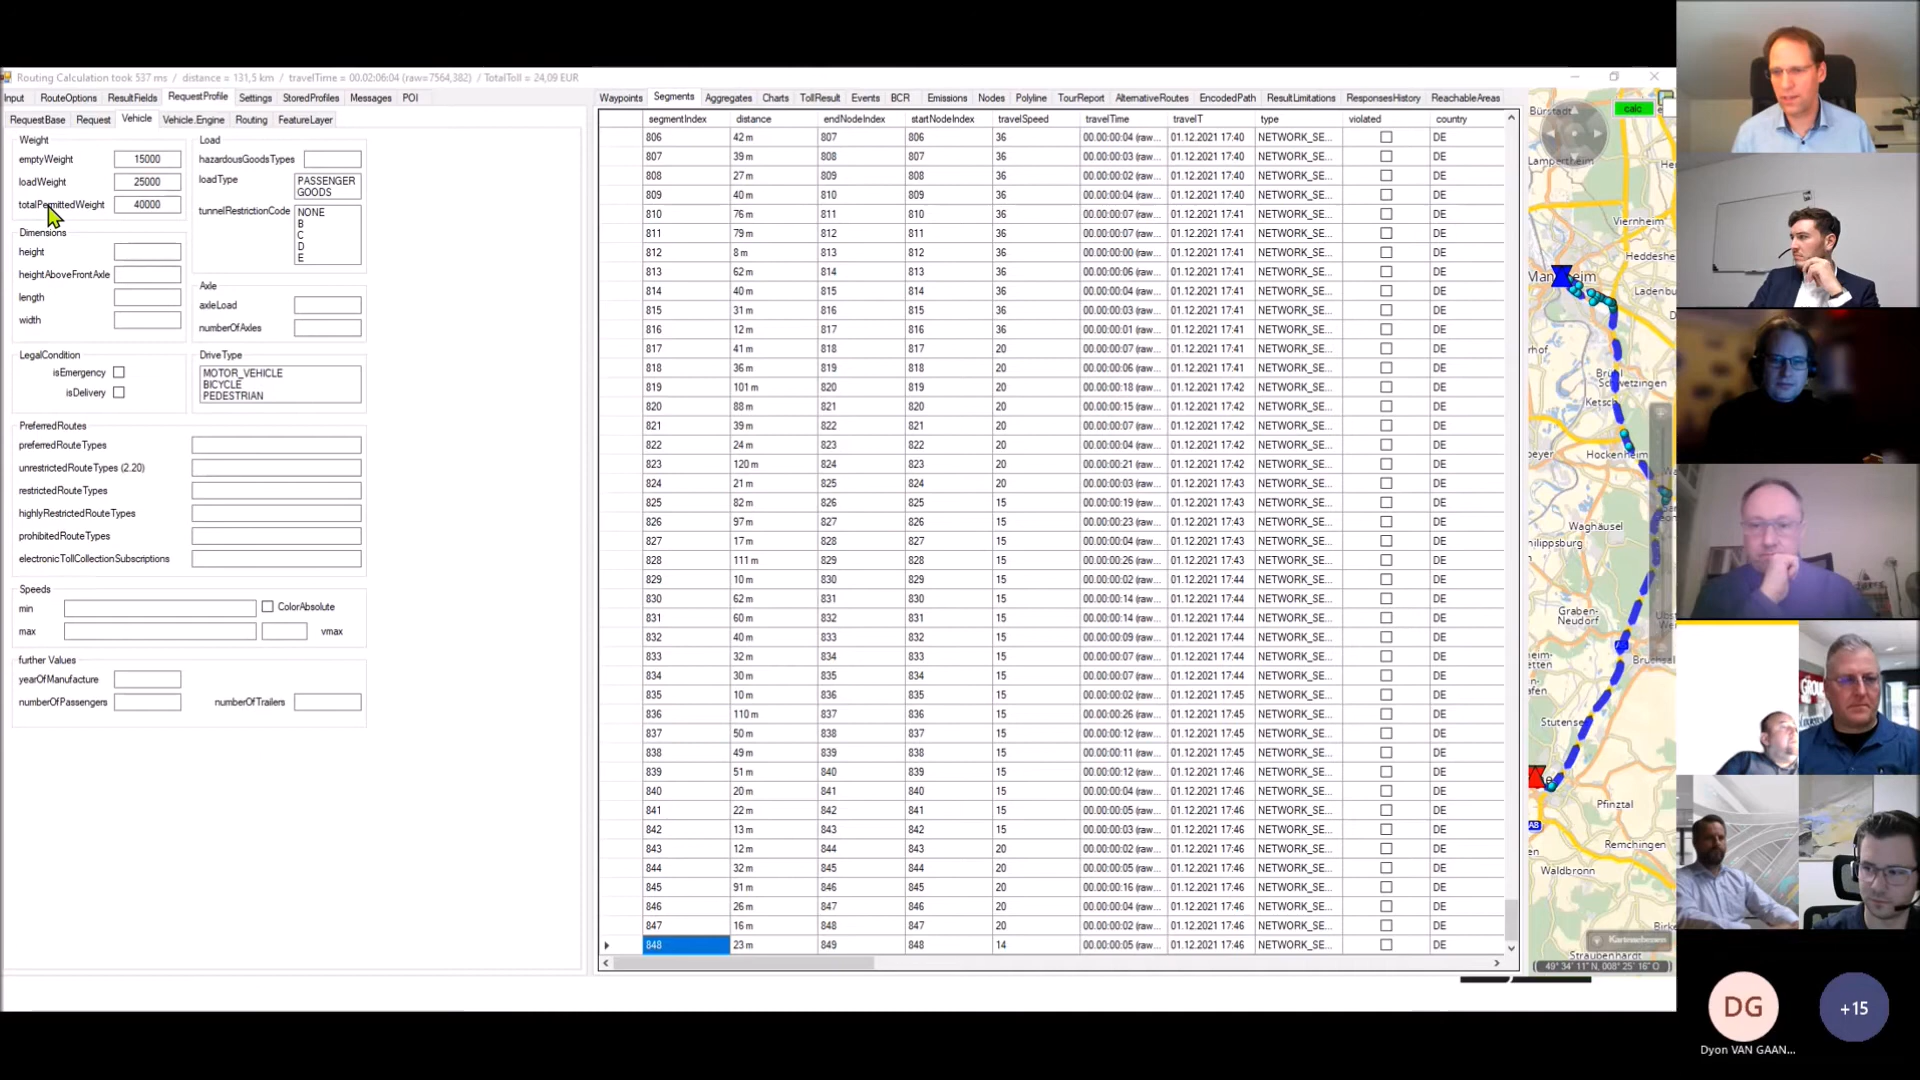 Routing Calculation took 537 ms / distance = 131,5 km / travelTime = 00.02:06:04 (raw=7564,382) / TotalToll = 24,09 EUR
Input RouteOptions ResultFields RequestProfile Settings StoredProfiles Messages POI
RequestBase Request Vehicle Vehicle.Engine Routing FeatureLayer
Weight
emptyWeight 15000
loadWeight 25000
totalPermittedWeight 40000
Dimensions
height
heightAboveFrontAxle
length
width
Load
hazardousGoodsTypes
loadType PASSENGER
GOODS
tunnelRestrictionCode NONE
B
C
D
E
Axle
axleLoad
numberOfAxles
LegalCondition
isEmergency
isDelivery
DriveType
MOTOR_VEHICLE
BICYCLE
PEDESTRIAN
PreferredRoutes
preferredRouteTypes
unrestrictedRouteTypes (2.20)
restrictedRouteTypes
highlyRestrictedRouteTypes
prohibitedRouteTypes
electronicTollCollectionSubscriptions
Speeds
min ColorAbsolute
max vmax
further Values
yearOfManufacture
numberOfPassengers numberOfTrailers
Waypoints Segments Aggregates Charts TollResult Events BCR Emissions Nodes Polyline TourReport AlternativeRoutes EncodedPath ResultLimitations ResponsesHistory ReachableAreas
segmentIndex distance endNodeIndex startNodeIndex travelSpeed travelTime travelT type violated country
806 42 m 807 806 36 00.00:00:04 (raw... 01.12.2021 17:40 NETWORK_SE... DE
807 39 m 808 807 36 00.00:00:03 (raw... 01.12.2021 17:40 NETWORK_SE... DE
808 27 m 809 808 36 00.00:00:02 (raw... 01.12.2021 17:40 NETWORK_SE... DE
809 40 m 810 809 36 00.00:00:04 (raw... 01.12.2021 17:40 NETWORK_SE... DE
810 76 m 811 810 36 00.00:00:07 (raw... 01.12.2021 17:41 NETWORK_SE... DE
811 79 m 812 811 36 00.00:00:07 (raw... 01.12.2021 17:41 NETWORK_SE... DE
812 8 m 813 812 36 00.00:00:00 (raw... 01.12.2021 17:41 NETWORK_SE... DE
813 62 m 814 813 36 00.00:00:06 (raw... 01.12.2021 17:41 NETWORK_SE... DE
814 40 m 815 814 36 00.00:00:04 (raw... 01.12.2021 17:41 NETWORK_SE... DE
815 31 m 816 815 36 00.00:00:03 (raw... 01.12.2021 17:41 NETWORK_SE... DE
816 12 m 817 816 36 00.00:00:01 (raw... 01.12.2021 17:41 NETWORK_SE... DE
817 41 m 818 817 20 00.00:00:07 (raw... 01.12.2021 17:41 NETWORK_SE... DE
818 36 m 819 818 20 00.00:00:06 (raw... 01.12.2021 17:41 NETWORK_SE... DE
819 101 m 820 819 20 00.00:00:18 (raw... 01.12.2021 17:42 NETWORK_SE... DE
820 88 m 821 820 20 00.00:00:15 (raw... 01.12.2021 17:42 NETWORK_SE... DE
821 39 m 822 821 20 00.00:00:07 (raw... 01.12.2021 17:42 NETWORK_SE... DE
822 24 m 823 822 20 00.00:00:04 (raw... 01.12.2021 17:42 NETWORK_SE... DE
823 120 m 824 823 20 00.00:00:21 (raw... 01.12.2021 17:42 NETWORK_SE... DE
824 21 m 825 824 20 00.00:00:03 (raw... 01.12.2021 17:43 NETWORK_SE... DE
825 82 m 826 825 15 00.00:00:19 (raw... 01.12.2021 17:43 NETWORK_SE... DE
826 97 m 827 826 15 00.00:00:23 (raw... 01.12.2021 17:43 NETWORK_SE... DE
827 17 m 828 827 15 00.00:00:04 (raw... 01.12.2021 17:43 NETWORK_SE... DE
828 111 m 829 828 15 00.00:00:26 (raw... 01.12.2021 17:43 NETWORK_SE... DE
829 10 m 830 829 15 00.00:00:02 (raw... 01.12.2021 17:44 NETWORK_SE... DE
830 62 m 831 830 15 00.00:00:14 (raw... 01.12.2021 17:44 NETWORK_SE... DE
831 60 m 832 831 15 00.00:00:14 (raw... 01.12.2021 17:44 NETWORK_SE... DE
832 40 m 833 832 15 00.00:00:09 (raw... 01.12.2021 17:44 NETWORK_SE... DE
833 32 m 834 833 15 00.00:00:07 (raw... 01.12.2021 17:44 NETWORK_SE... DE
834 30 m 835 834 15 00.00:00:07 (raw... 01.12.2021 17:44 NETWORK_SE... DE
835 10 m 836 835 15 00.00:00:02 (raw... 01.12.2021 17:45 NETWORK_SE... DE
836 110 m 837 836 15 00.00:00:26 (raw... 01.12.2021 17:45 NETWORK_SE... DE
837 50 m 838 837 15 00.00:00:12 (raw... 01.12.2021 17:45 NETWORK_SE... DE
838 49 m 839 838 15 00.00:00:11 (raw... 01.12.2021 17:45 NETWORK_SE... DE
839 51 m 840 839 15 00.00:00:12 (raw... 01.12.2021 17:46 NETWORK_SE... DE
840 20 m 841 840 15 00.00:00:04 (raw... 01.12.2021 17:46 NETWORK_SE... DE
841 22 m 842 841 15 00.00:00:05 (raw... 01.12.2021 17:46 NETWORK_SE... DE
842 13 m 843 842 15 00.00:00:03 (raw... 01.12.2021 17:46 NETWORK_SE... DE
843 12 m 844 843 20 00.00:00:02 (raw... 01.12.2021 17:46 NETWORK_SE... DE
844 32 m 845 844 20 00.00:00:05 (raw... 01.12.2021 17:46 NETWORK_SE... DE
845 91 m 846 845 20 00.00:00:16 (raw... 01.12.2021 17:46 NETWORK_SE... DE
846 26 m 847 846 20 00.00:00:04 (raw... 01.12.2021 17:46 NETWORK_SE... DE
847 16 m 848 847 20 00.00:00:02 (raw... 01.12.2021 17:46 NETWORK_SE... DE
848 23 m 849 848 14 00.00:00:05 (raw... 01.12.2021 17:46 NETWORK_SE... DE
calc
Bürstadt
Lampertheim
Viernheim
Heddeshe
Ladenbu
Ketsch
Hockenheim
Waghäusel
Graben-
Neudorf
Bruchsal
Stutense
Pfinztal
A8
Remchingen
Waldbronn
Straubenhardt
49° 34' 11" N, 008° 25' 16" O
DG
+15
Dyon VAN GAAN...